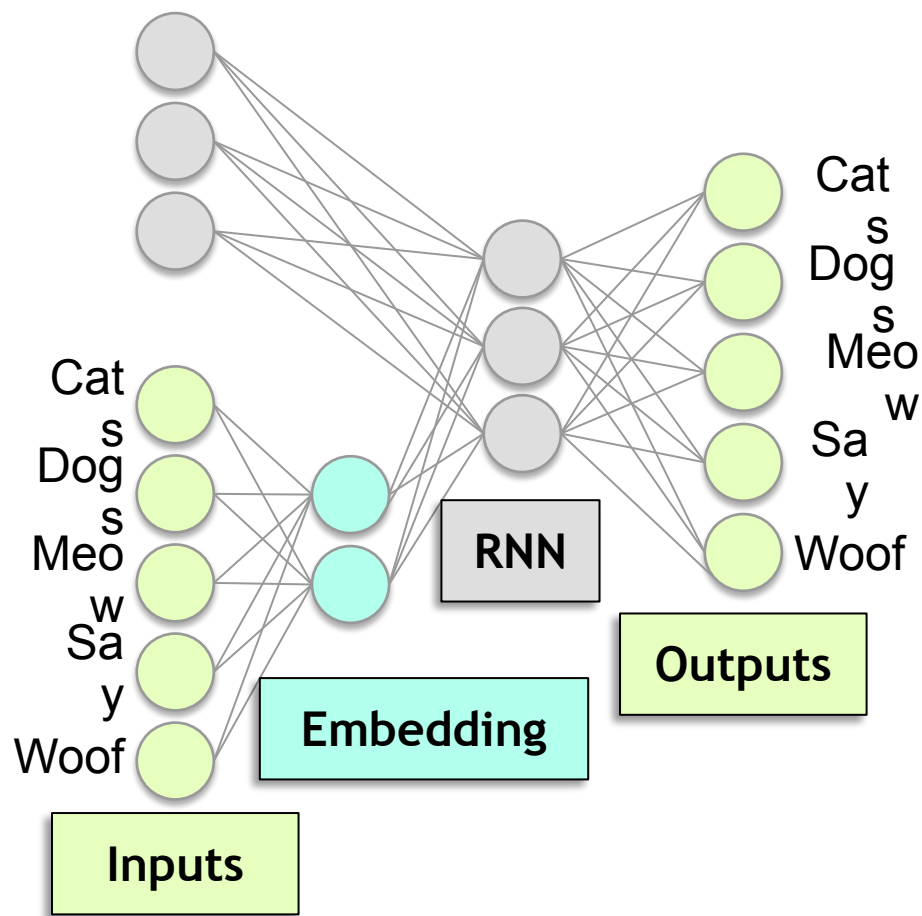 Cat
s
Dog
s
Meo
w
Sa
y
Woof
Inputs
Embedding
RNN
Cat
s
Dog
s
Meo
w
Sa
y
Woof
Outputs